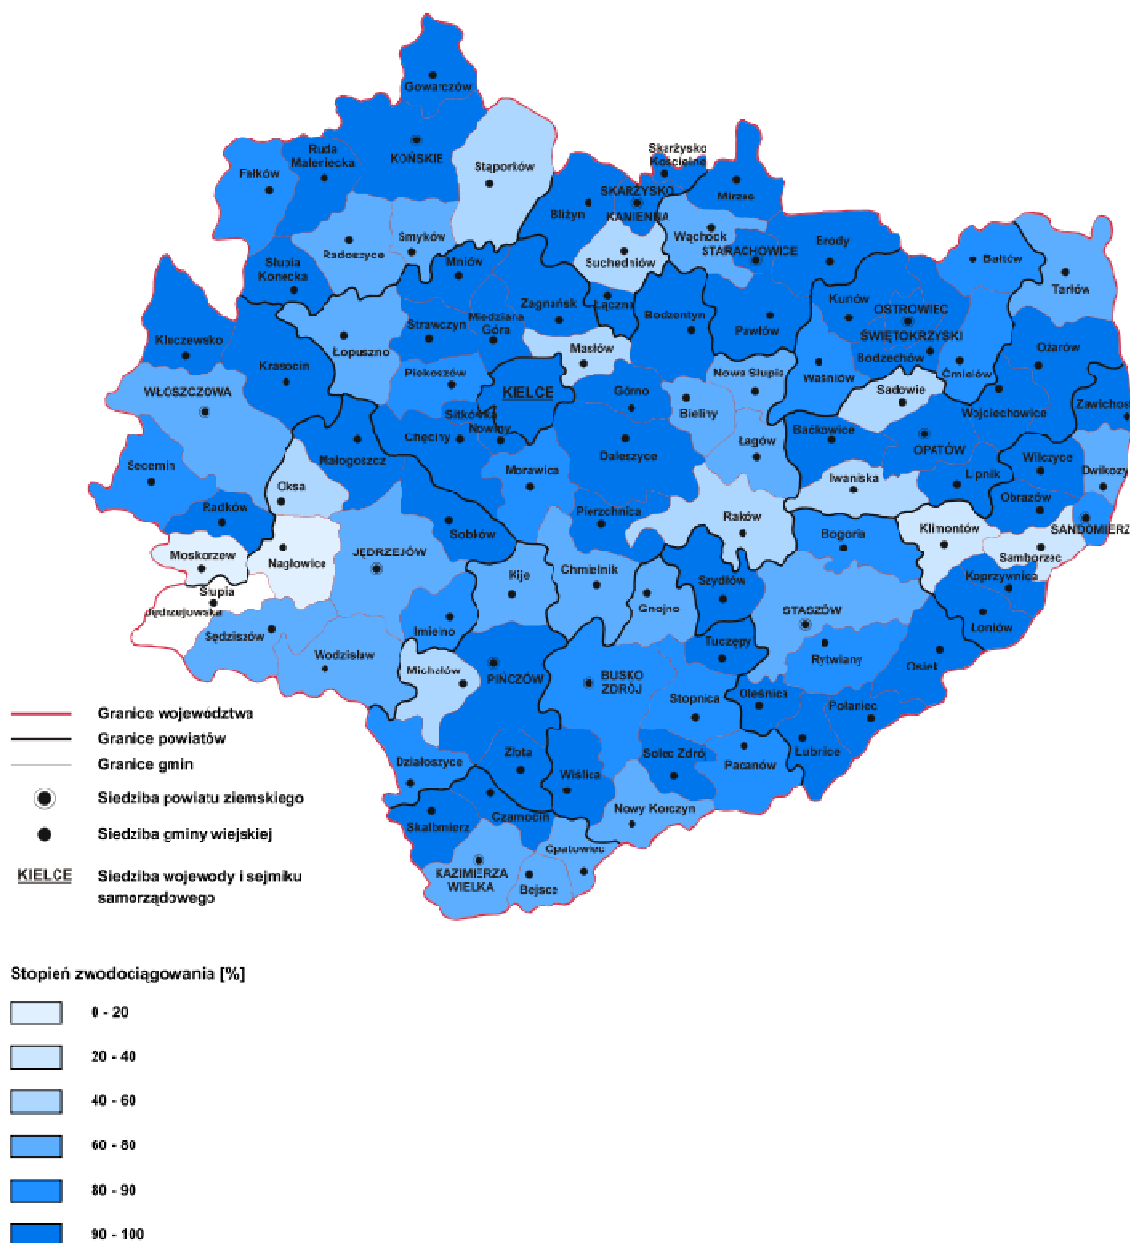 Gowarczów
KOŃSKIE
Ruda
Maleniecka
Fałków
Stąporków
Skarżysko
Kościelne
SKARŻYSKO
KAMIENNA
Bliżyn
Mirzec
Radoszyce
Smyków
Wąchock
STARACHOWICE
Brody
Suchedniów
Słupia
Konecka
Mniów
Bałtów
Tarłów
Zagnańsk
Łączna
Bodzentyn
Pawłów
Kunów
OSTROWIEC
ŚWIĘTOKRZYSKI
Bodzechów
Ćmielów
Ożarów
Kluczewsko
Krasocin
Łopuszno
Strawczyn
Miedziana
Góra
Masłów
WŁOSZCZOWA
Piekoszów
KIELCE
Górno
Nowa Słupia
Bieliny
Waśniów
Sadowie
Wojciechowice
Zawichost
Sitkówka
Nowiny
Chęciny
Łagów
Baćkowice
OPATÓW
Małogoszcz
Daleszyce
Secemin
Oksa
Morawica
Iwaniska
Lipnik
Wilczyce
Dwikozy
Obrazów
SANDOMIERZ
Radków
Sobków
Pierzchnica
Raków
Bogoria
Klimontów
Samborzec
Moskorzew
Nagłowice
JĘDRZEJÓW
Kije
Chmielnik
Gnojno
Szydłów
Koprzywnica
Słupia
Jędrzejowska
STASZÓW
Łoniów
Sędziszów
Imielno
Wodzisław
Michałów
PIŃCZÓW
BUSKO
ZDRÓJ
Tuczępy
Rytwiany
Osiek
Stopnica
Oleśnica
Połaniec
Łubnice
Działoszyce
Złota
Wiślica
Solec Zdrój
Pacanów
Skalbmierz
Czarnocin
Nowy Korczyn
KAZIMIERZA
WIELKA
Bejsce
Opatowiec
Granice województwa
Granice powiatów
Granice gmin
Siedziba powiatu ziemskiego
Siedziba gminy wiejskiej
KIELCE Siedziba wojewody i sejmiku
samorządowego
Stopień zwodociągowania [%]
0 - 20
20 - 40
40 - 60
60 - 80
80 - 90
90 - 100